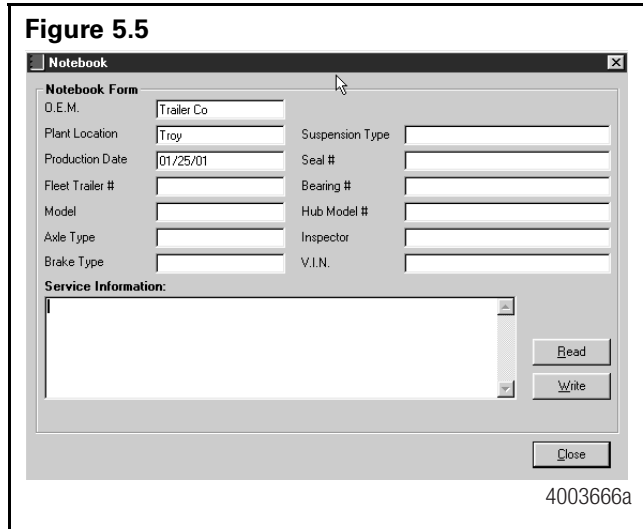 Figure 5.5
Notebook
Notebook Form
O.E.M. Trailer Co
Plant Location Troy Suspension Type
Production Date 01/25/01 Seal #
Fleet Trailer # Bearing #
Model Hub Model #
Axle Type Inspector
Brake Type V.I.N.
Service Information:
Read
Write
Close
4003666a